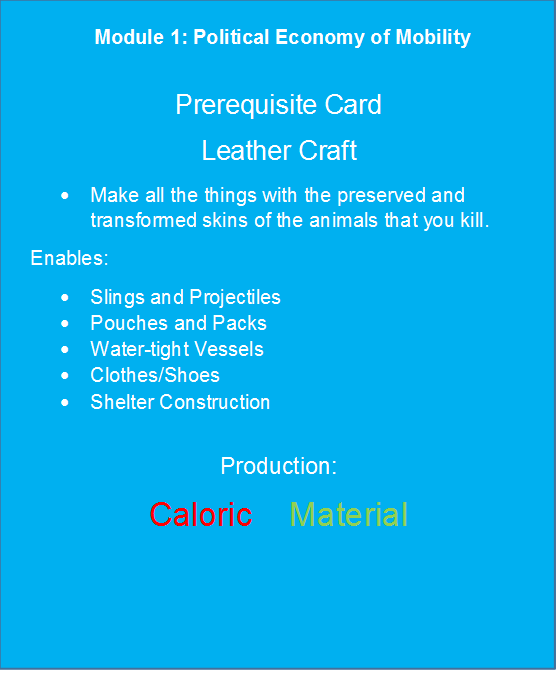 Module 1: Political Economy of Mobility
Prerequisite Card
Leather Craft
• Make all the things with the preserved and
transformed skins of the animals that you kill.
Enables:
• Slings and Projectiles
• Pouches and Packs
• Water-tight Vessels
• Clothes/Shoes
• Shelter Construction
Production:
Caloric Material